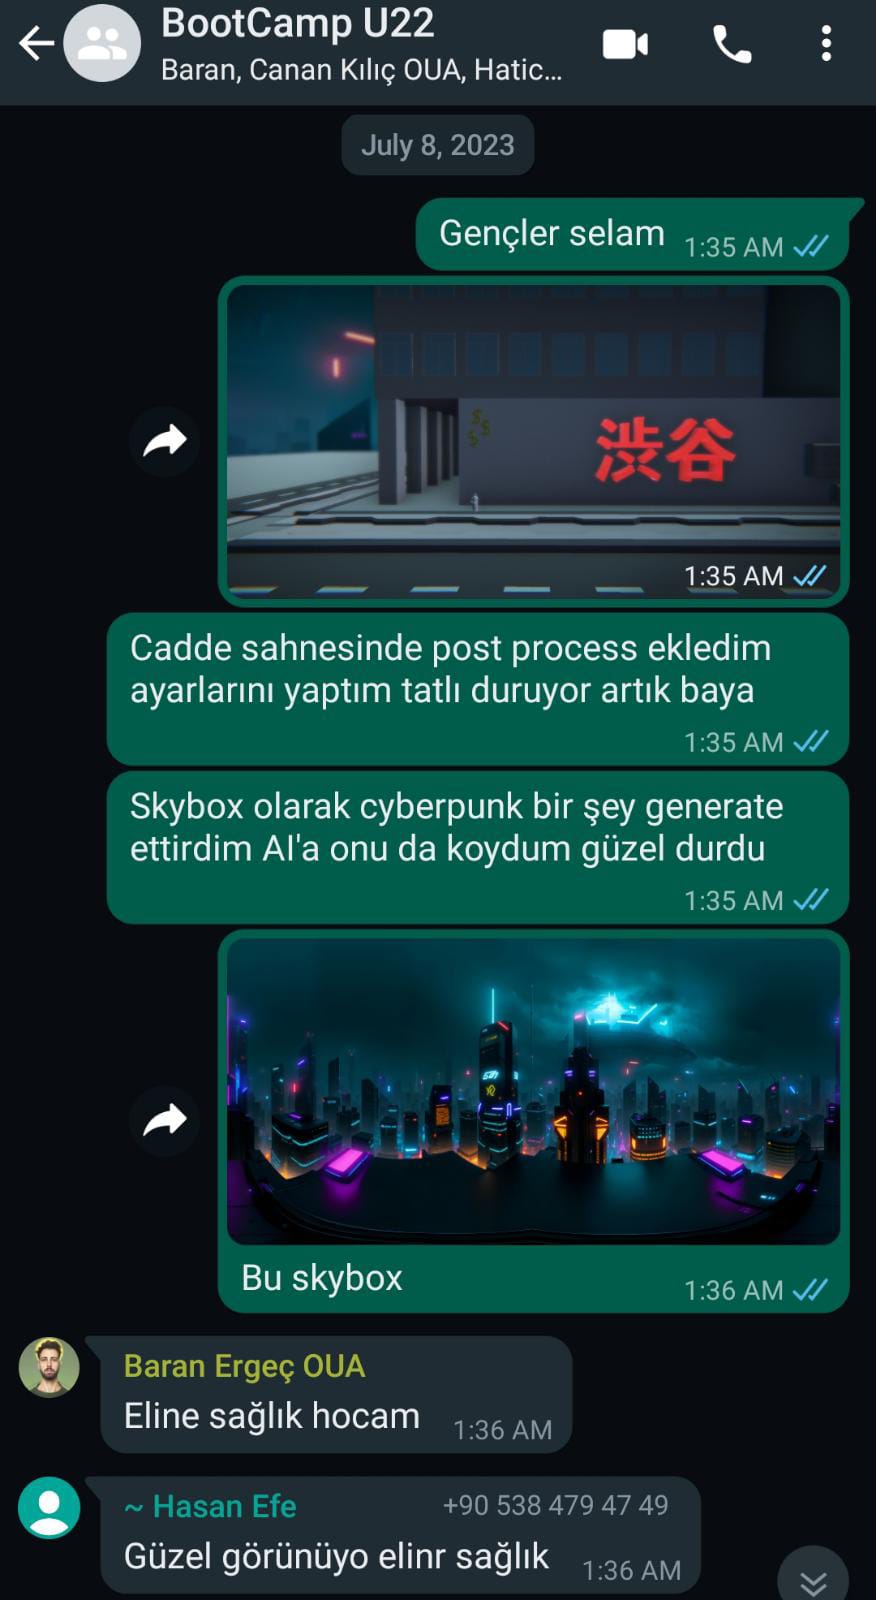 BootCamp U22
Baran, Canan Kılıç OUA, Hatic...
July 8, 2023
Gençler selam
1:35 AM
$
$
$
渋谷
1:35 AM
Cadde sahnesinde post process ekledim
ayarlarını yaptım tatlı duruyor artık baya
1:35 AM
Skybox olarak cyberpunk bir şey generate
ettirdim AI'a onu da koydum güzel durdu
1:35 AM
Bu skybox
1:36 AM
Baran Ergeç OUA
Eline sağlık hocam
1:36 AM
~ Hasan Efe +90 538 479 47 49
Güzel görünüyo elinr sağlık
1:36 AM